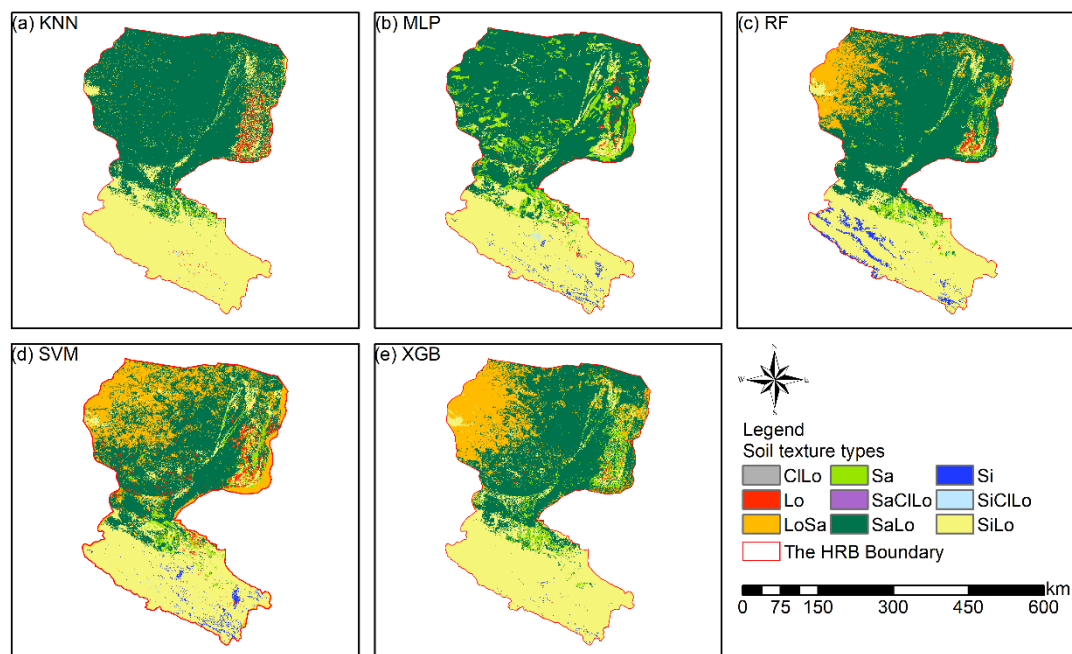 (a) KNN
(b) MLP
(c) RF
(d) SVM
(e) XGB
N
W
E
S
Legend
Soil texture types
ClLo Sa Si
Lo SaClLo SiClLo
LoSa SaLo SiLo
The HRB Boundary
km
0 75 150 300 450 600